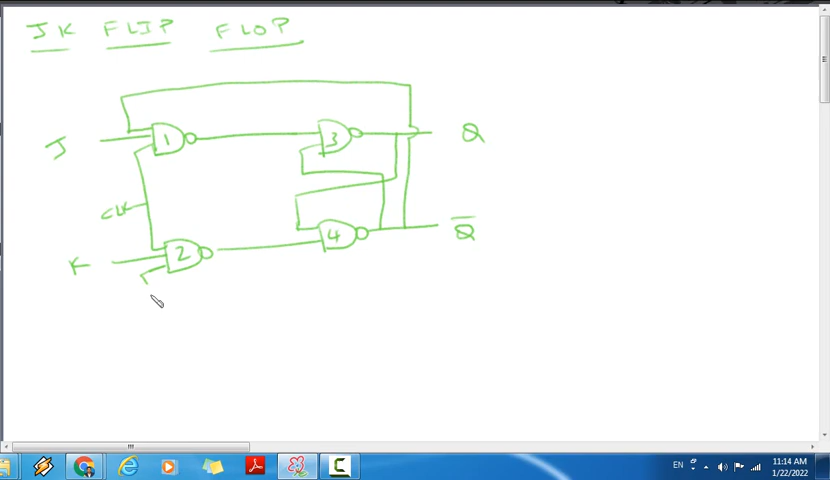 JK FLIP FLOP
J
1
3
Q
CLK
K
2
4
Q̅
EN
11:14 AM
1/22/2022